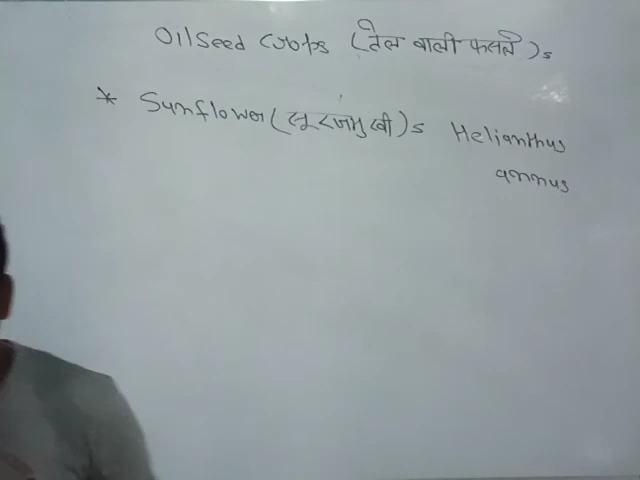 Oilseed Crops (तेल वाली फसलें):
* Sunflower (सूरजमुखी): Helianthus
annus